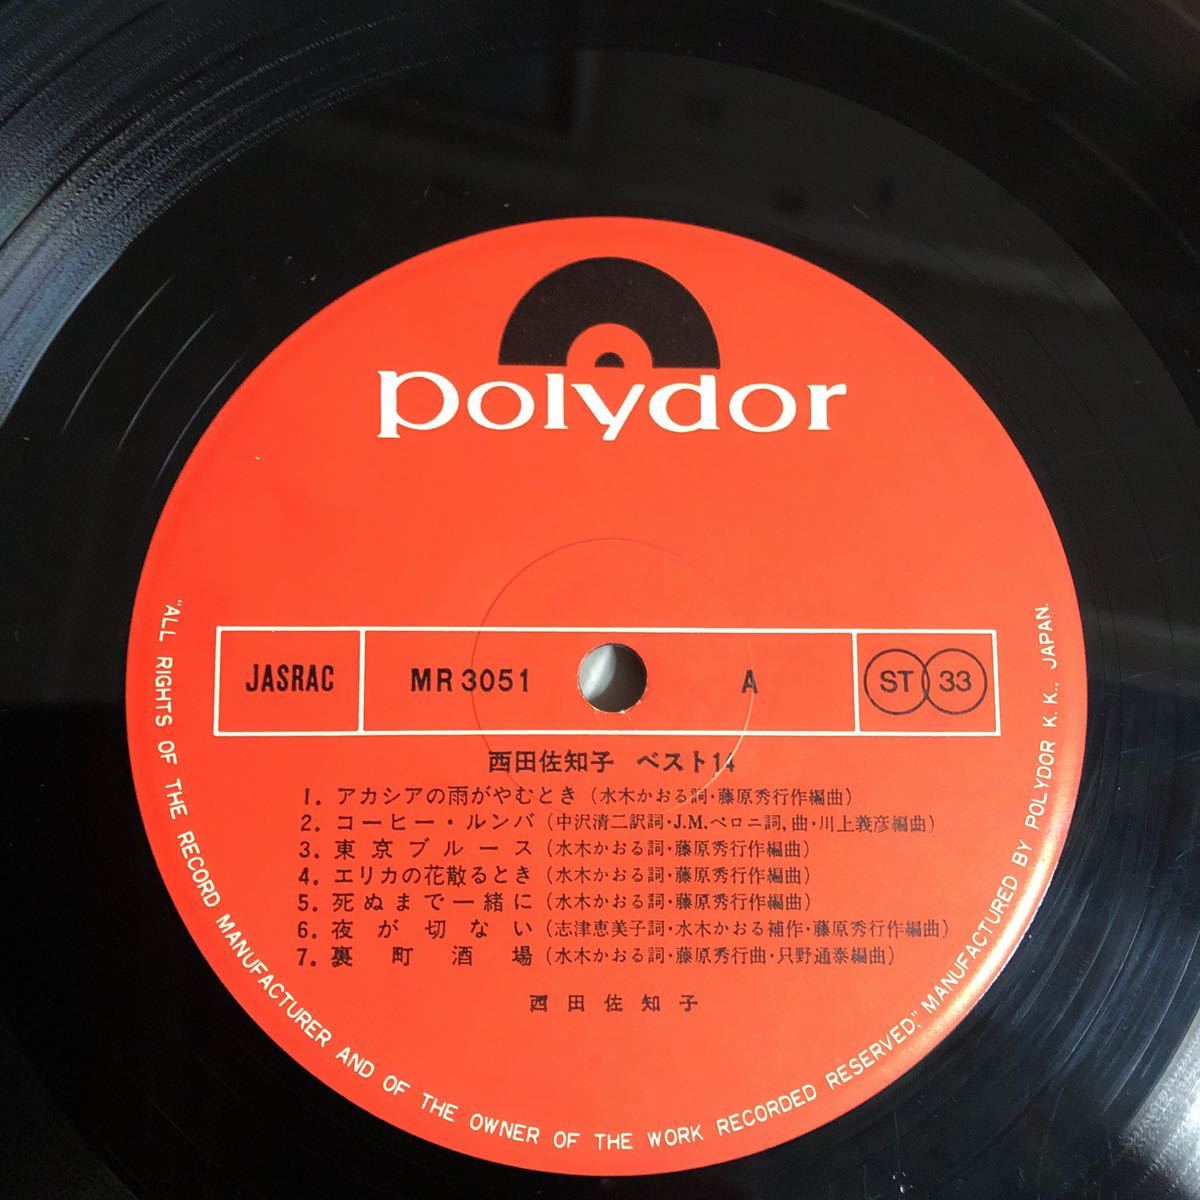 polydor
JASRAC MR 3051 A ST 33
西田佐知子 ベスト14
1. アカシアの雨がやむとき (水木かおる詞・藤原秀行作編曲)
2. コーヒー・ルンバ (中沢清二訳詞・J.M.ペロニ詞,曲・川上義彦編曲)
3. 東京ブルース (水木かおる詞・藤原秀行作編曲)
4. エリカの花散るとき (水木かおる詞・藤原秀行作編曲)
5. 死ぬまで一緒に (水木かおる詞・藤原秀行作編曲)
6. 夜が切ない (志津恵美子詞・水木かおる補作・藤原秀行作編曲)
7. 裏町酒場 (水木かおる詞・藤原秀行曲・只野通泰編曲)
西田佐知子
"ALL RIGHTS OF THE RECORD MANUFACTURER AND OF THE OWNER OF THE WORK RECORDED RESERVED," MANUFACTURED BY POLYDOR K.K., JAPAN.